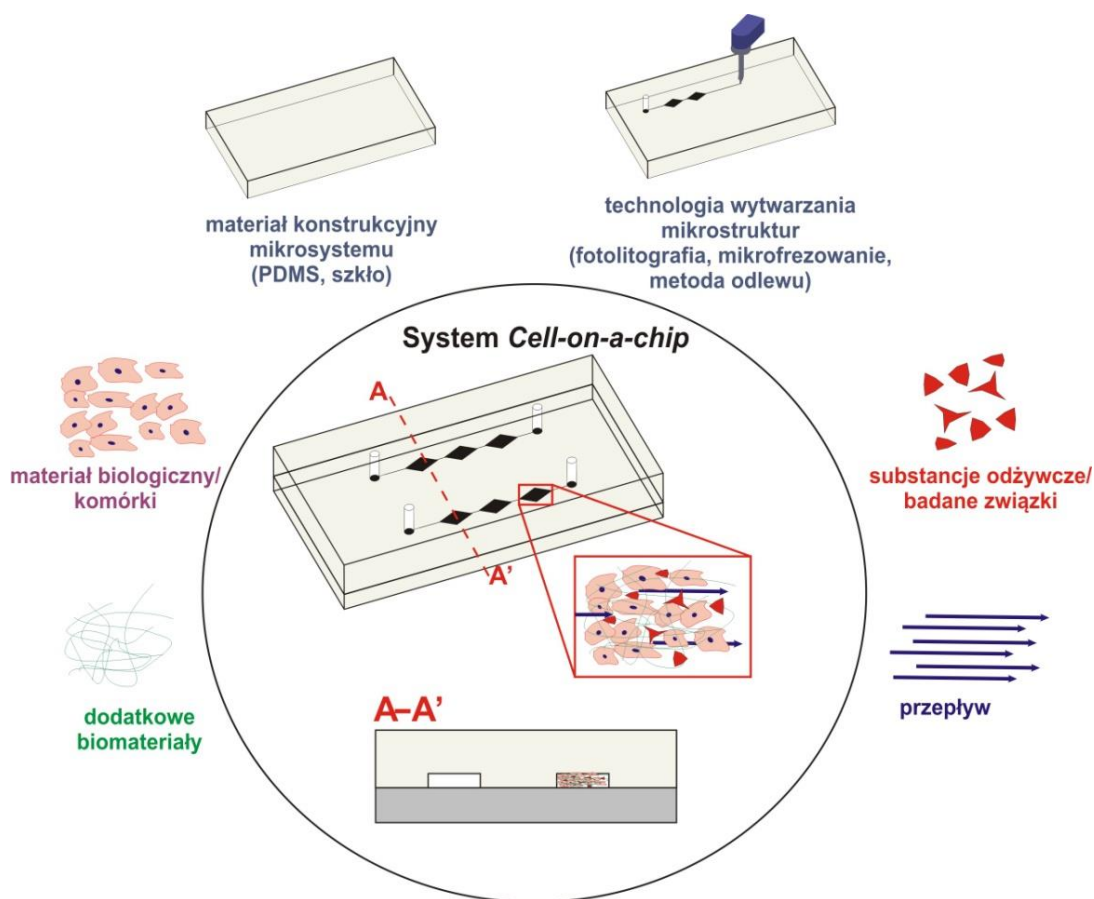 materiał konstrukcyjny
mikrosystemu
(PDMS, szkło)
technologia wytwarzania
mikrostruktur
(fotolitografia, mikrofrezowanie,
metoda odlewu)
System Cell-on-a-chip
A
A'
materiał biologiczny/
komórki
substancje odżywcze/
badane związki
dodatkowe
biomateriały
przepływ
A–A'